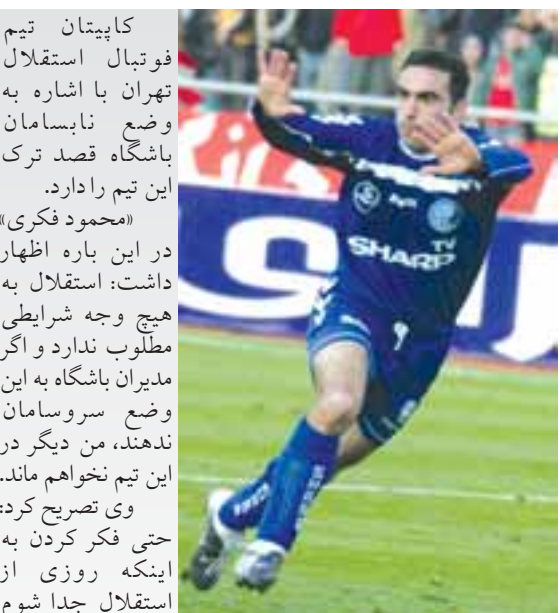 کاپیتان تیم
فوتبال استقلال
تهران با اشاره به
وضع نابسامان
باشگاه قصد ترک
این تیم را دارد.
«محمود فکری»
در این باره اظهار
داشت: استقلال به
هیچ وجه شرایطی
مطلوب ندارد و اگر
مدیران باشگاه به این
وضع سروسامان
ندهند، من دیگر در
این تیم نخواهم ماند.
وی تصریح کرد:
حتی فکر کردن به
اینکه روزی از
استقلال جدا شوم
TV
SHARP
9